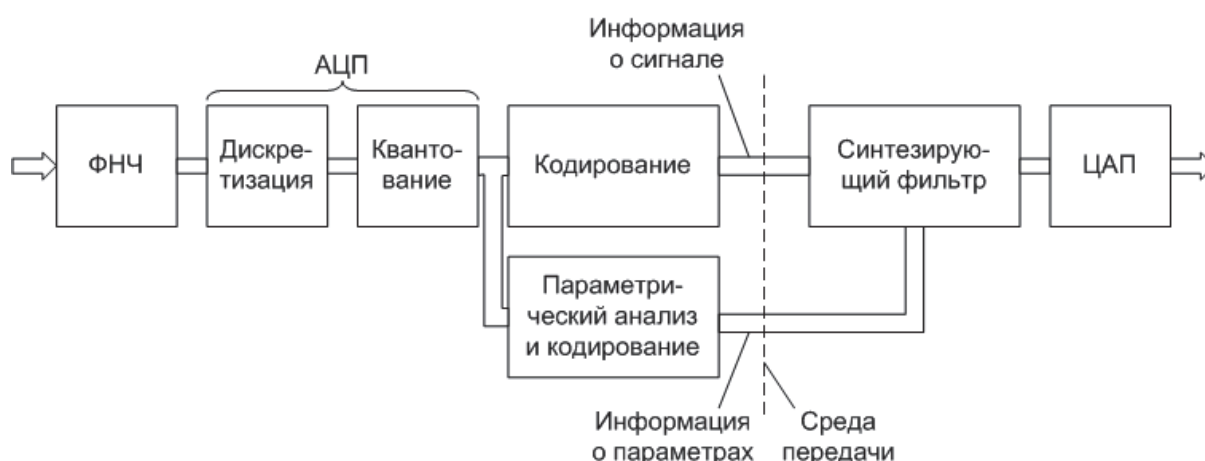 Информация
о сигнале
АЦП
ФНЧ
Дискре-
тизация
Кванто-
вание
Кодирование
Синтезирую-
щий фильтр
ЦАП
Параметри-
ческий анализ
и кодирование
Информация
о параметрах
Среда
передачи